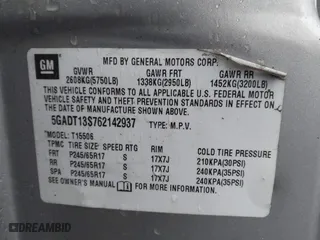 GM
MFD BY GENERAL MOTORS CORP.
GVWR GAWR FRT GAWR RR
2608KG(5750LB) 1338KG(2950LB) 1452KG(3200LB)
THIS VEHICLE CONFORMS TO ALL APPLICABLE U.S. FEDERAL MOTOR
VEHICLE SAFETY AND THEFT PREVENTION STANDARDS IN EFFECT ON
THE DATE OF MANUFACTURE SHOWN ABOVE.
5GADT13S762142937 TYPE: M.P.V.
MODEL: T15506
TPMC TIRE SIZE SPEED RTG RIM COLD TIRE PRESSURE
FRT P245/65R17 S 17X7J 210KPA(30PSI)
RR P245/65R17 S 17X7J 240KPA(35PSI)
SPA P245/65R17 S 17X7J 240KPA(35PSI)
SEE OWNER'S MANUAL FOR ADDITIONAL INFORMATION.